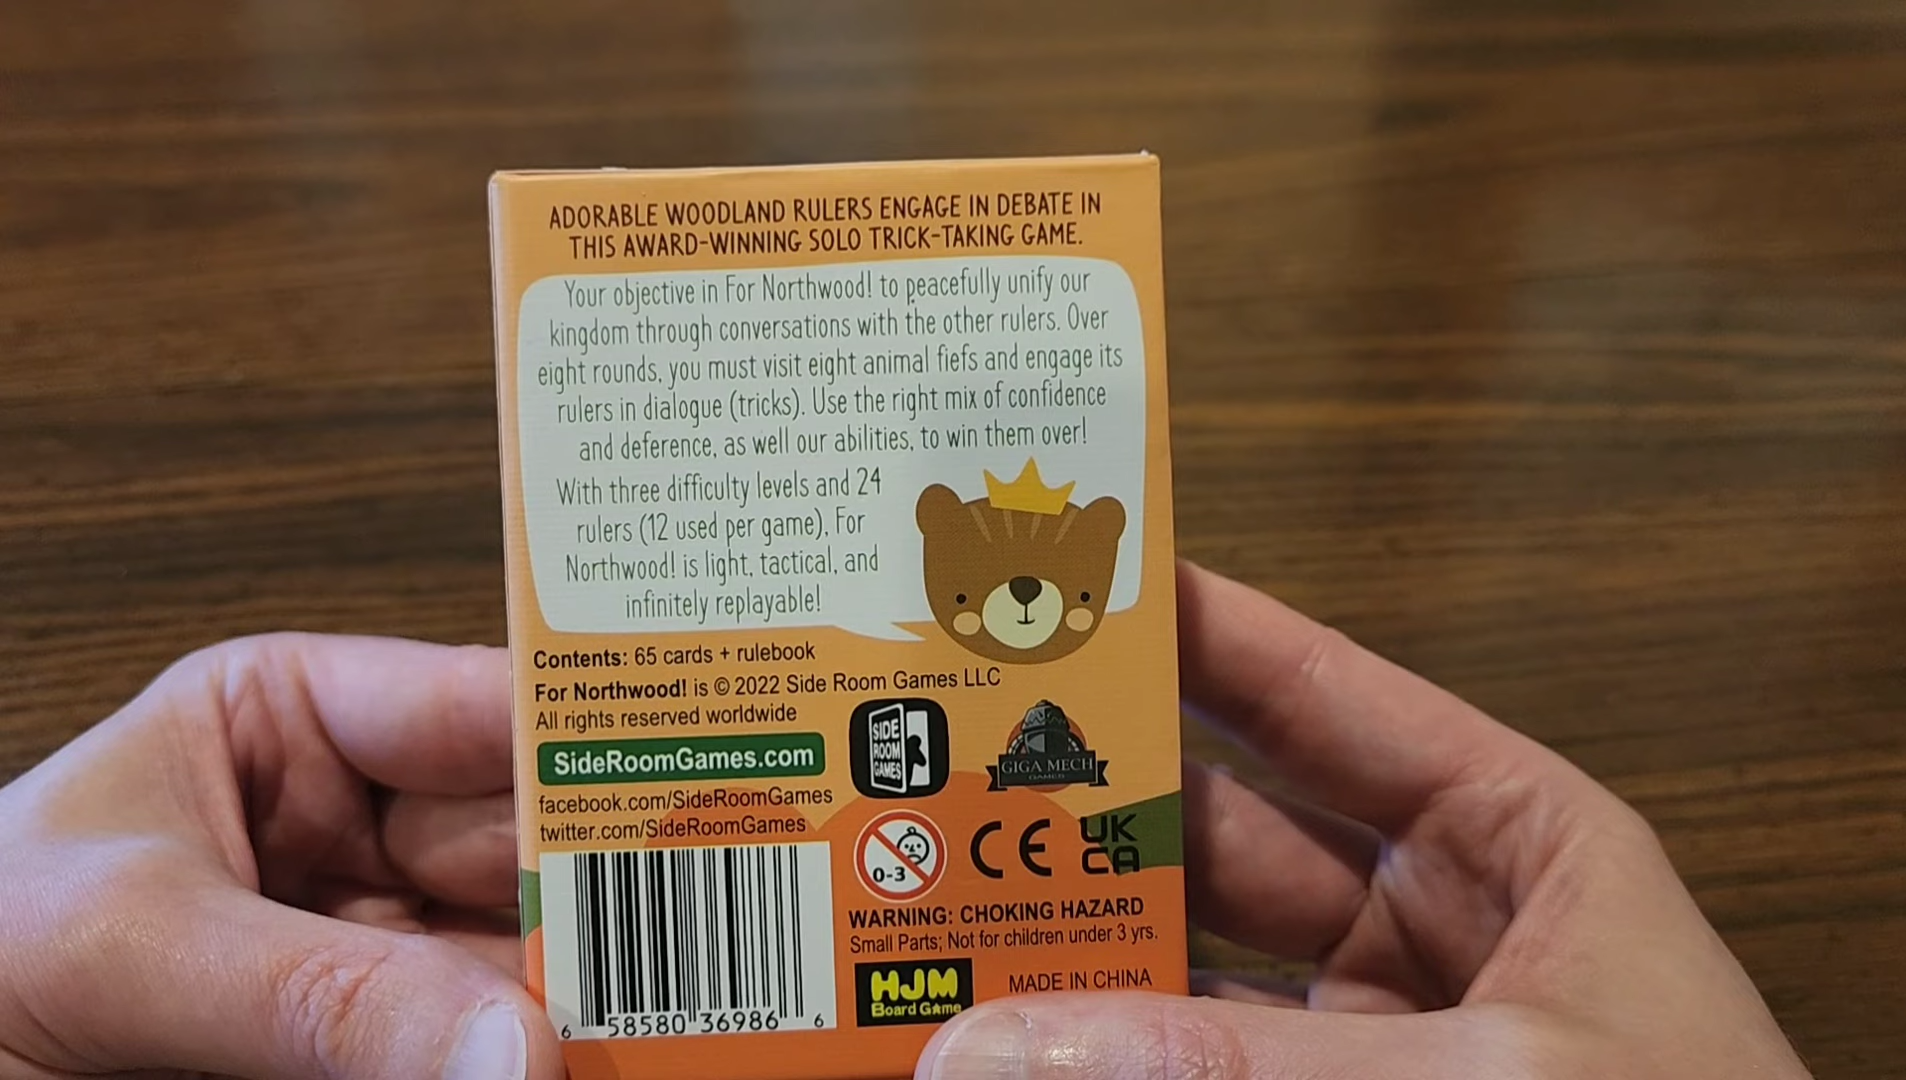 ADORABLE WOODLAND RULERS ENGAGE IN DEBATE IN
THIS AWARD-WINNING SOLO TRICK-TAKING GAME.
Your objective in For Northwood! to peacefully unify our
kingdom through conversations with the other rulers. Over
eight rounds, you must visit eight animal fiefs and engage its
rulers in dialogue (tricks). Use the right mix of confidence
and deference, as well our abilities, to win them over!
With three difficulty levels and 24
rulers (12 used per game), For
Northwood! is light, tactical, and
infinitely replayable!
Contents: 65 cards + rulebook
For Northwood! is © 2022 Side Room Games LLC
All rights reserved worldwide
SideRoomGames.com
facebook.com/SideRoomGames
twitter.com/SideRoomGames
SIDE
ROOM
GAMES
GIGA MECH
GAMES
0-3
CE
UK
CA
WARNING: CHOKING HAZARD
Small Parts; Not for children under 3 yrs.
HJM
Board Game
MADE IN CHINA
6 58580 36986 6